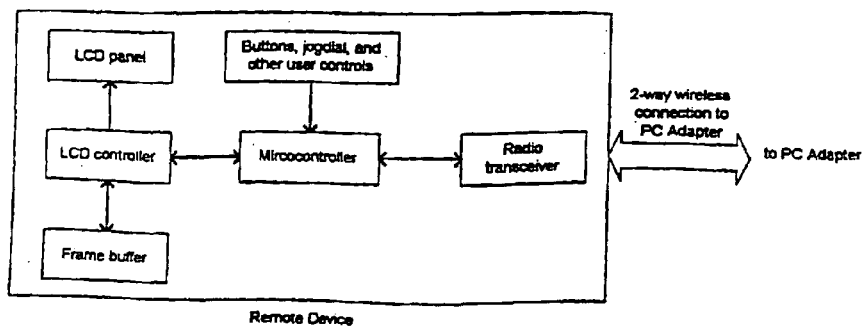 LCD panel
Buttons, jogdial, and
other user controls
2-way wireless
connection to
PC Adapter
LCD controller
Mircocontroller
Radio
transceiver
to PC Adapter
Frame buffer
Remote Device